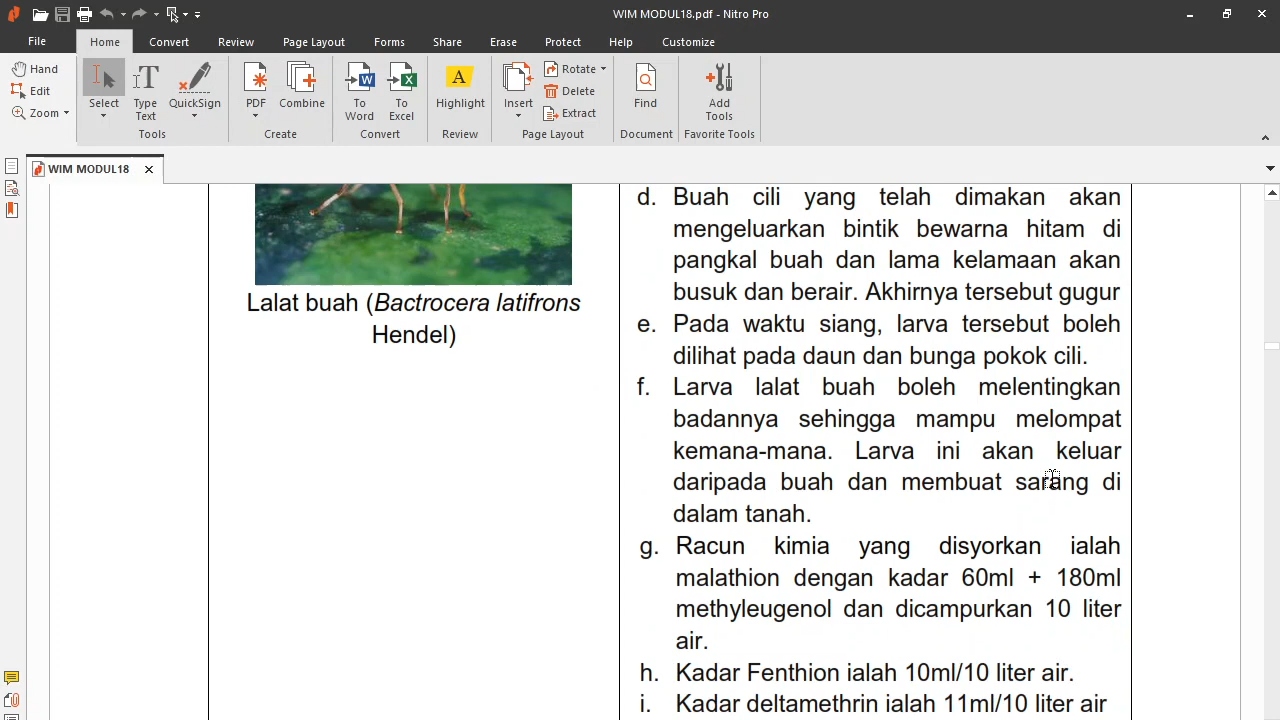 WIM MODUL18.pdf - Nitro Pro
File Home Convert Review Page Layout Forms Share Erase Protect Help Customize
Hand
Edit
Zoom
Select
Type Text
QuickSign
Tools
PDF
Combine
Create
To Word
To Excel
Convert
Highlight
Review
Insert
Rotate
Delete
Extract
Page Layout
Find
Document
Add Tools
Favorite Tools
WIM MODUL18
Lalat buah (Bactrocera latifrons
Hendel)
d. Buah cili yang telah dimakan akan
mengeluarkan bintik bewarna hitam di
pangkal buah dan lama kelamaan akan
busuk dan berair. Akhirnya tersebut gugur
e. Pada waktu siang, larva tersebut boleh
dilihat pada daun dan bunga pokok cili.
f. Larva lalat buah boleh melentingkan
badannya sehingga mampu melompat
kemana-mana. Larva ini akan keluar
daripada buah dan membuat sarang di
dalam tanah.
g. Racun kimia yang disyorkan ialah
malathion dengan kadar 60ml + 180ml
methyleugenol dan dicampurkan 10 liter
air.
h. Kadar Fenthion ialah 10ml/10 liter air.
i. Kadar deltamethrin ialah 11ml/10 liter air